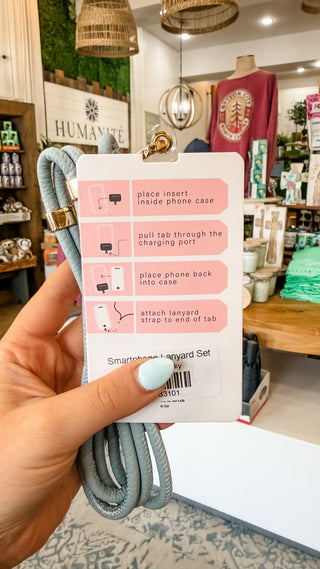 HUMANITÉ
place insert
inside phone case
pull tab through the
charging port
place phone back
into case
attach lanyard
strap to end of tab
Smartphone Lanyard Set